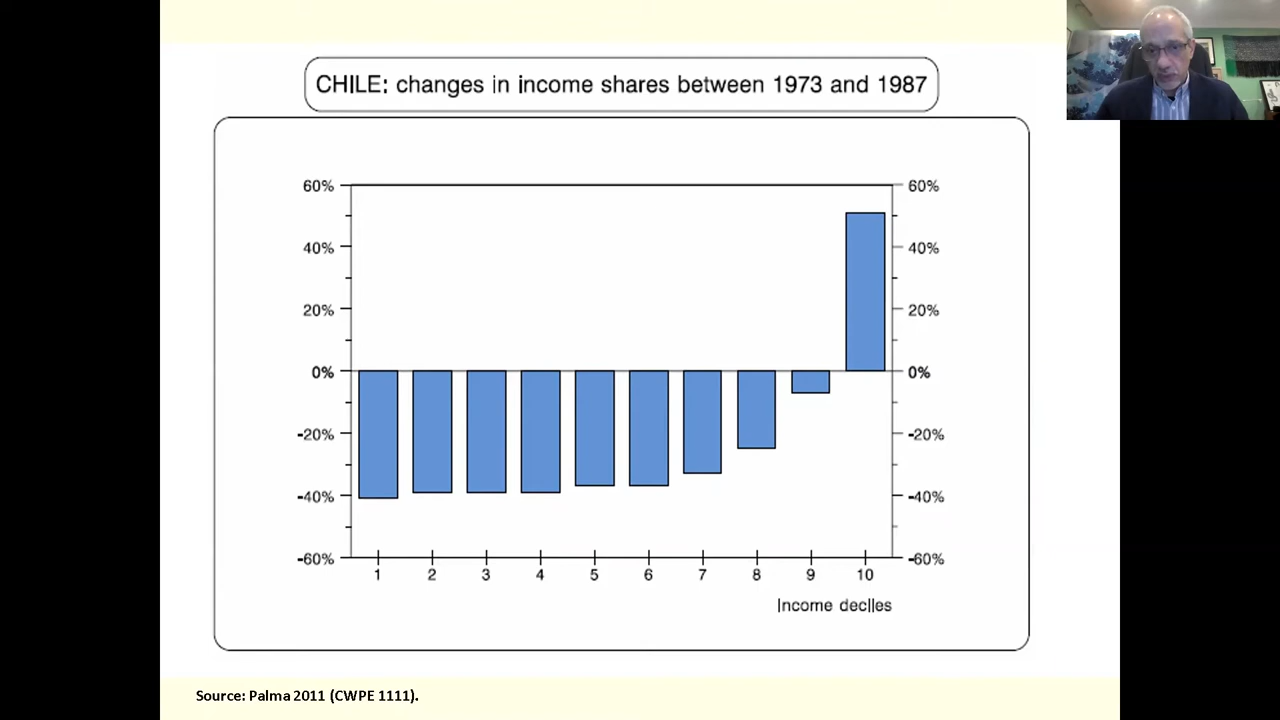 CHILE: changes in income shares between 1973 and 1987
60% 60%
40% 40%
20% 20%
0% 0%
-20% -20%
-40% -40%
-60% -60%
1 2 3 4 5 6 7 8 9 10
Income deciles
Source: Palma 2011 (CWPE 1111).